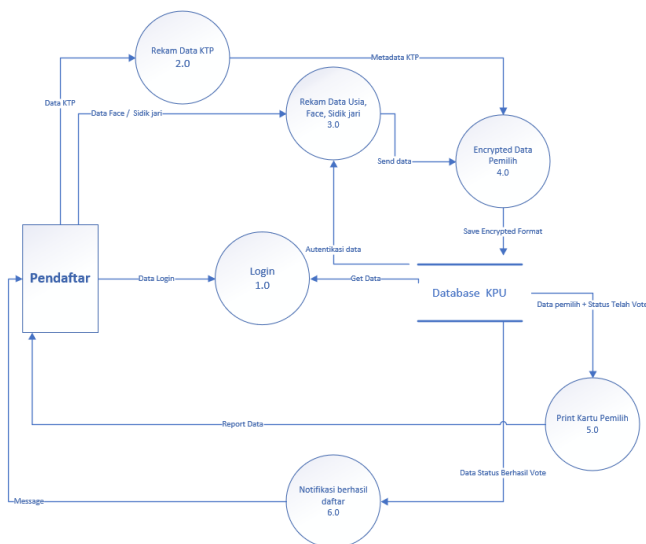 Rekam Data KTP
2.0
Metadata KTP
Data KTP
Data Face / Sidik jari
Rekam Data Usia,
Face, Sidik jari
3.0
Send data
Encrypted Data
Pemilih
4.0
Save Encrypted Format
Autentikasi data
Pendaftar
Data Login
Login
1.0
Get Data
Database KPU
Data pemilih + Status Telah Vote
Print Kartu Pemilih
5.0
Report Data
Data Status Berhasil Vote
Notifikasi berhasil
daftar
6.0
Message